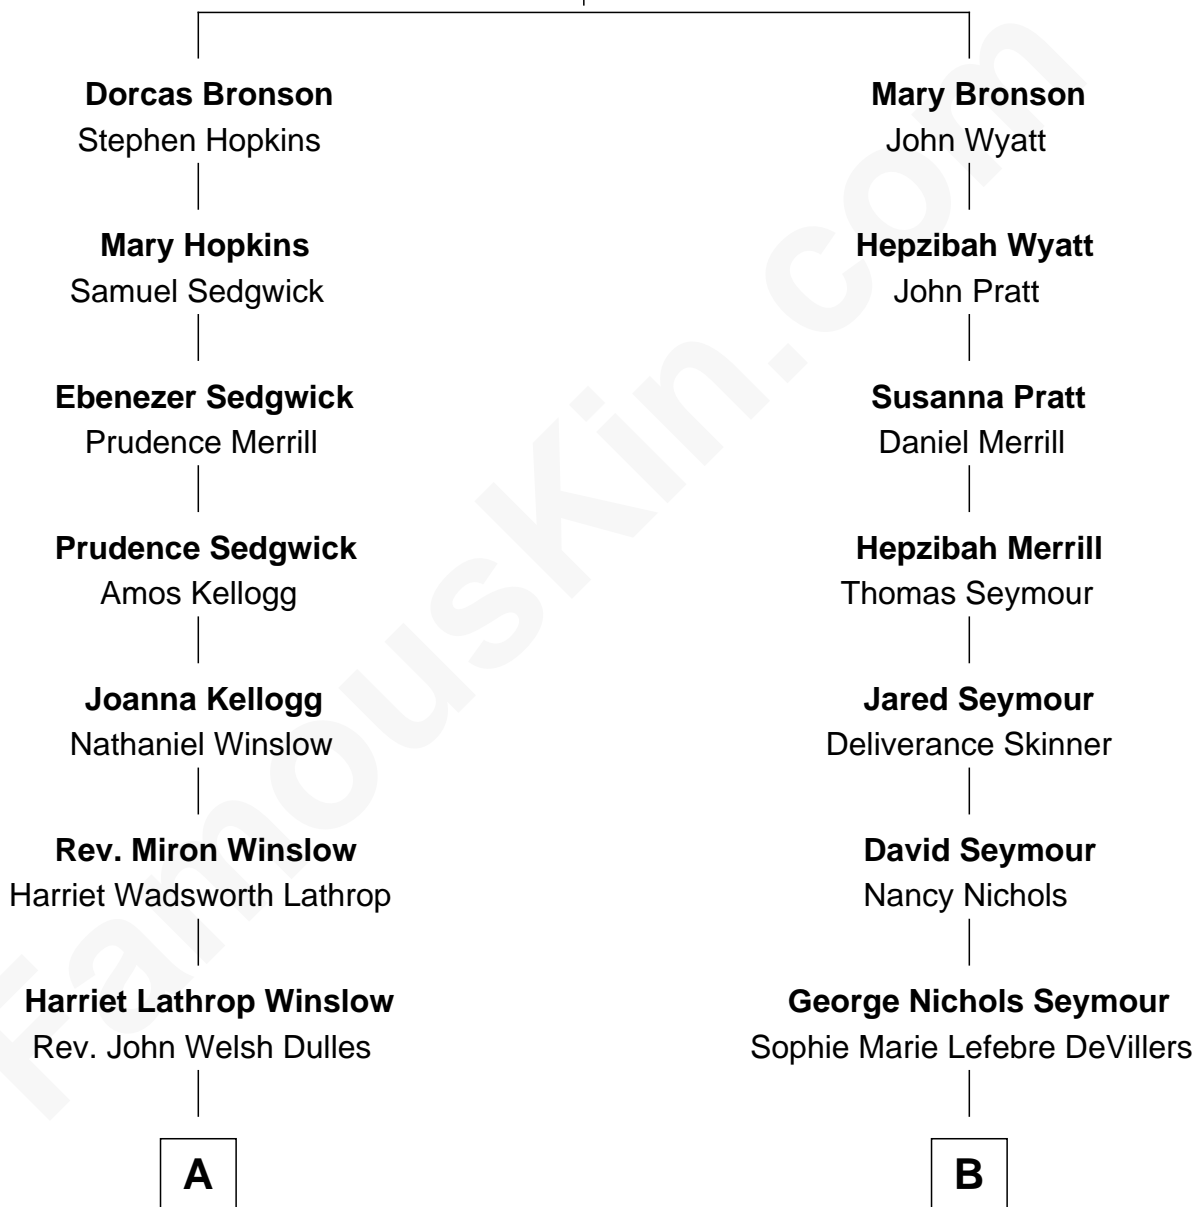 Dorcas Bronson
Stephen Hopkins
Mary Hopkins
Samuel Sedgwick
Ebenezer Sedgwick
Prudence Merrill
Prudence Sedgwick
Amos Kellogg
Joanna Kellogg
Nathaniel Winslow
Rev. Miron Winslow
Harriet Wadsworth Lathrop
Harriet Lathrop Winslow
Rev. John Welsh Dulles
A
Mary Bronson
John Wyatt
Hepzibah Wyatt
John Pratt
Susanna Pratt
Daniel Merrill
Hepzibah Merrill
Thomas Seymour
Jared Seymour
Deliverance Skinner
David Seymour
Nancy Nichols
George Nichols Seymour
Sophie Marie Lefebre DeVillers
B
FamousKin.com